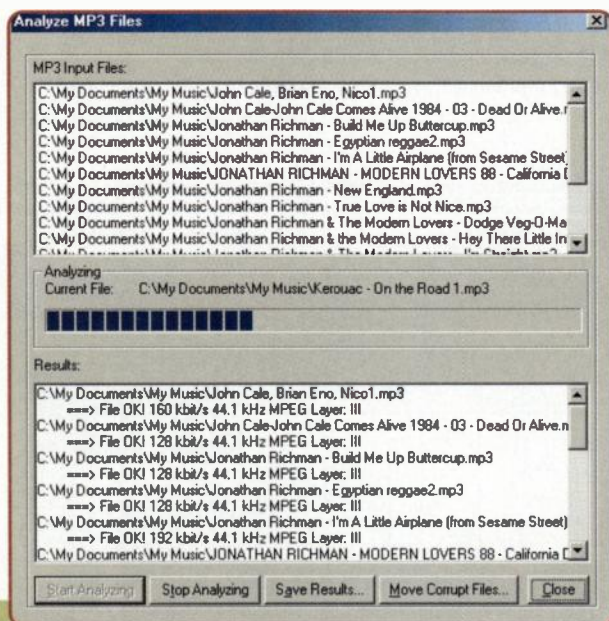 Analyze MP3 Files
MP3 Input Files:
C:\My Documents\My Music\John Cale, Brian Eno, Nico1.mp3
C:\My Documents\My Music\John Cale-John Cale Comes Alive 1984 - 03 - Dead Or Alive.r
C:\My Documents\My Music\Jonathan Richman - Build Me Up Buttercup.mp3
C:\My Documents\My Music\Jonathan Richman - Egyptian reggae2.mp3
C:\My Documents\My Music\Jonathan Richman - I'm A Little Airplane (from Sesame Street)
C:\My Documents\My Music\JONATHAN RICHMAN - MODERN LOVERS 88 - California D
C:\My Documents\My Music\Jonathan Richman - New England.mp3
C:\My Documents\My Music\Jonathan Richman - True Love is Not Nice.mp3
C:\My Documents\My Music\Jonathan Richman & The Modern Lovers - Dodge Veg-O-Ma
C:\My Documents\My Music\Jonathan Richman & the Modern Lovers - Hey There Little In
C:\My Documents\My Music\Jonathan Richman & The Modern Lovers - I'm Straight.mp3
Analyzing
Current File: C:\My Documents\My Music\Kerouac - On the Road 1.mp3
Results:
C:\My Documents\My Music\John Cale, Brian Eno, Nico1.mp3
===> File OK! 160 kbit/s 44.1 kHz MPEG Layer: III
C:\My Documents\My Music\John Cale-John Cale Comes Alive 1984 - 03 - Dead Or Alive.n
===> File OK! 128 kbit/s 44.1 kHz MPEG Layer: III
C:\My Documents\My Music\Jonathan Richman - Build Me Up Buttercup.mp3
===> File OK! 128 kbit/s 44.1 kHz MPEG Layer: III
C:\My Documents\My Music\Jonathan Richman - Egyptian reggae2.mp3
===> File OK! 128 kbit/s 44.1 kHz MPEG Layer: III
C:\My Documents\My Music\Jonathan Richman - I'm A Little Airplane (from Sesame Street)
===> File OK! 192 kbit/s 44.1 kHz MPEG Layer: III
C:\My Documents\My Music\JONATHAN RICHMAN - MODERN LOVERS 88 - California D
Start Analyzing Stop Analyzing Save Results... Move Corrupt Files... Close